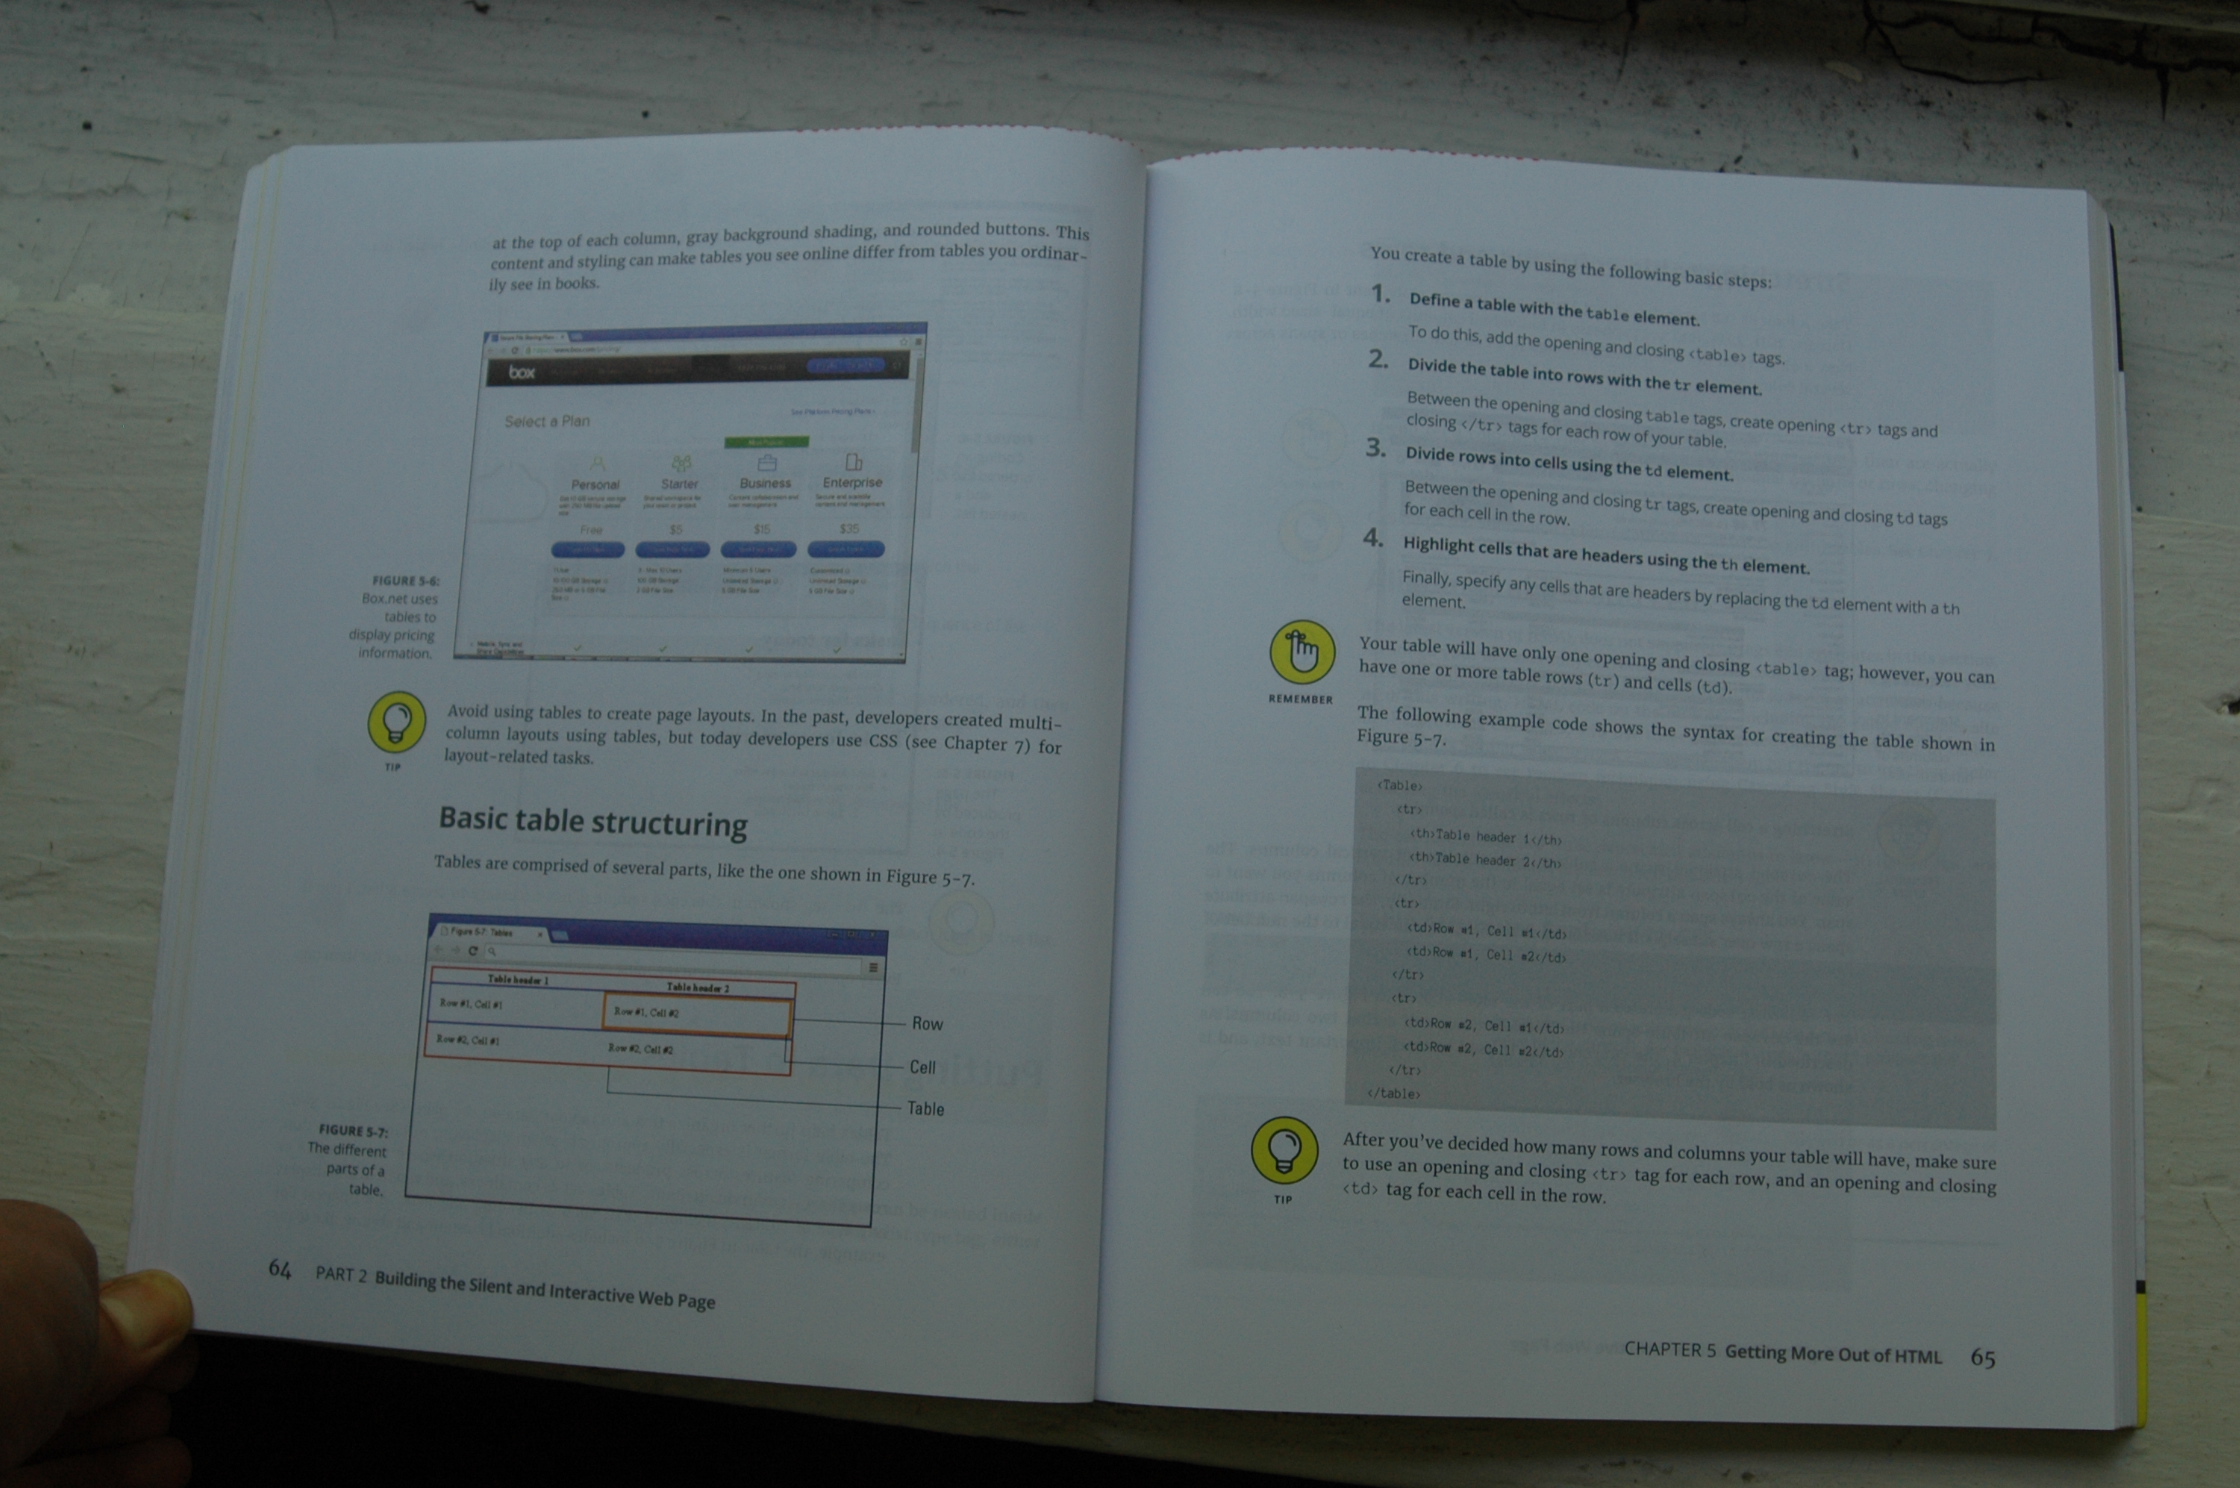 at the top of each column, gray background shading, and rounded buttons. This
content and styling can make tables you see online differ from tables you ordinar-
ily see in books.
box
Select a Plan
See Platform Pricing Plans
Most Popular
Personal Starter Business Enterprise
Free $5 $15 $35
FIGURE 5-6:
Box.net uses
tables to
display pricing
information.
TIP
Avoid using tables to create page layouts. In the past, developers created multi-
column layouts using tables, but today developers use CSS (see Chapter 7) for
layout-related tasks.
Basic table structuring
Tables are comprised of several parts, like the one shown in Figure 5-7.
Figure 5-7: Tables
Table header 1 Table header 2
Row #1, Cell #1 Row #1, Cell #2
Row #2, Cell #1 Row #2, Cell #2
Row
Cell
Table
FIGURE 5-7:
The different
parts of a
table.
64 PART 2 Building the Silent and Interactive Web Page
You create a table by using the following basic steps:
1. Define a table with the table element.
To do this, add the opening and closing <table> tags.
2. Divide the table into rows with the tr element.
Between the opening and closing table tags, create opening <tr> tags and
closing </tr> tags for each row of your table.
3. Divide rows into cells using the td element.
Between the opening and closing tr tags, create opening and closing td tags
for each cell in the row.
4. Highlight cells that are headers using the th element.
Finally, specify any cells that are headers by replacing the td element with a th
element.
REMEMBER
Your table will have only one opening and closing <table> tag; however, you can
have one or more table rows (tr) and cells (td).
The following example code shows the syntax for creating the table shown in
Figure 5-7.
<Table>
<tr>
<th>Table header 1</th>
<th>Table header 2</th>
</tr>
<tr>
<td>Row #1, Cell #1</td>
<td>Row #1, Cell #2</td>
</tr>
<tr>
<td>Row #2, Cell #1</td>
<td>Row #2, Cell #2</td>
</tr>
</table>
TIP
After you've decided how many rows and columns your table will have, make sure
to use an opening and closing <tr> tag for each row, and an opening and closing
<td> tag for each cell in the row.
CHAPTER 5 Getting More Out of HTML 65